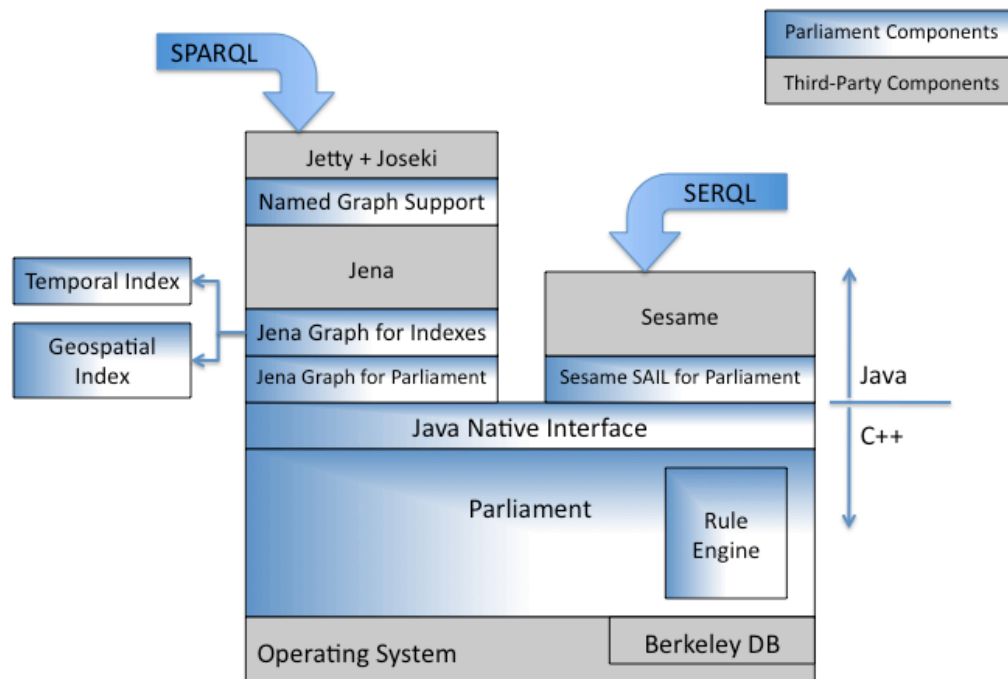 Parliament Components
Third-Party Components
SPARQL
Jetty + Joseki
Named Graph Support
SERQL
Jena
Temporal Index
Sesame
Jena Graph for Indexes
Geospatial
Index
Jena Graph for Parliament
Sesame SAIL for Parliament
Java
Java Native Interface
C++
Parliament
Rule
Engine
Operating System
Berkeley DB